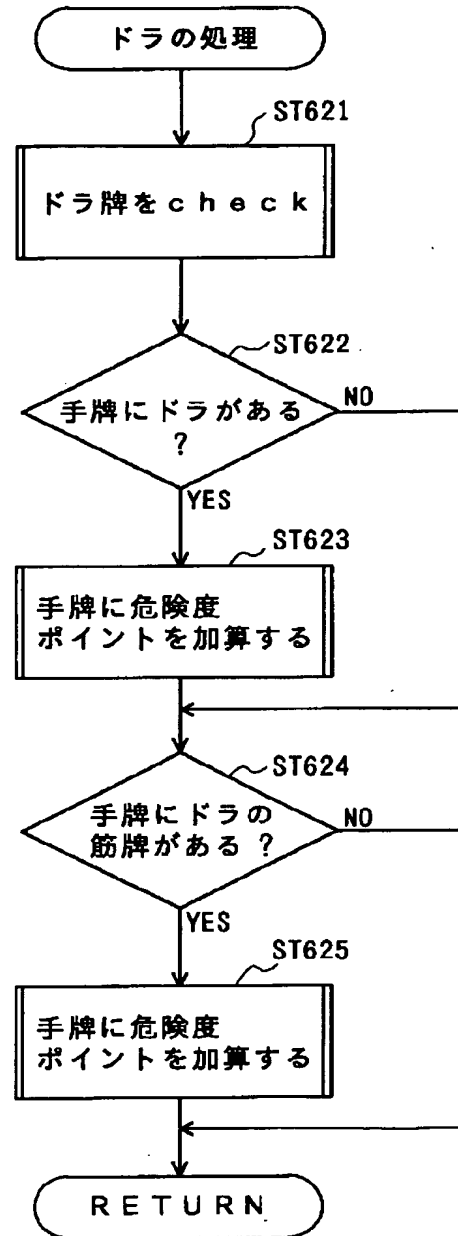 ドラの処理
ST621
ドラ牌をcheck
ST622
手牌にドラがある
?
NO
YES
ST623
手牌に危険度
ポイントを加算する
ST624
手牌にドラの
筋牌がある?
NO
YES
ST625
手牌に危険度
ポイントを加算する
RETURN